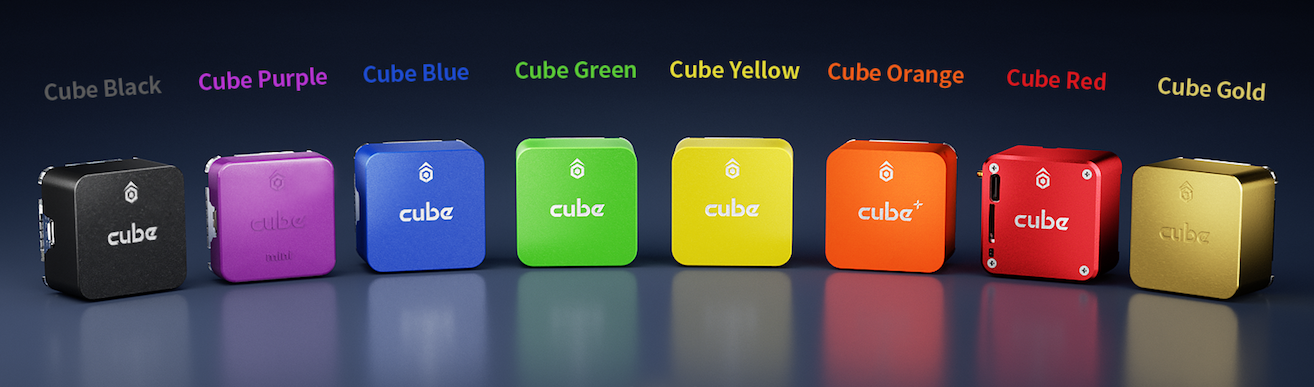 Cube Black
Cube Purple
Cube Blue
Cube Green
Cube Yellow
Cube Orange
Cube Red
Cube Gold
cube
cube
mini
cube
cube
cube
cube+
cube
cube